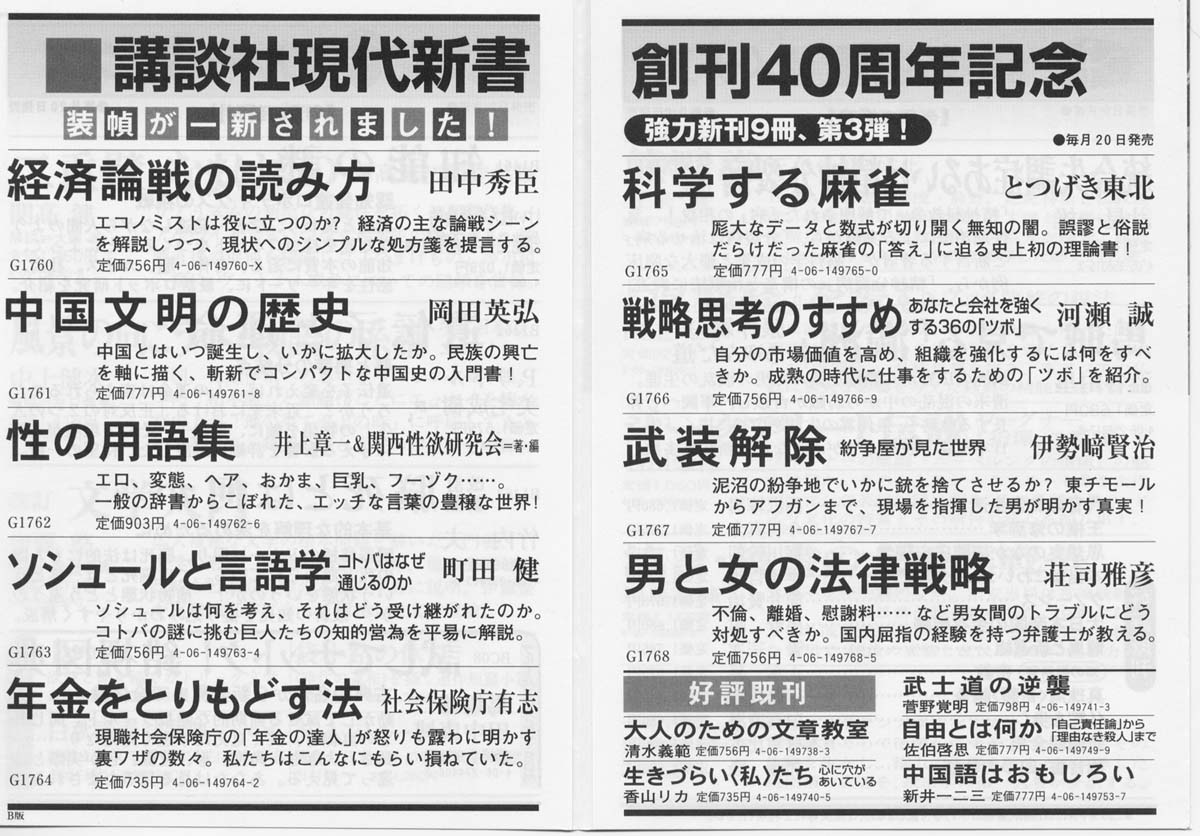 ■講談社現代新書
装幀が一新されました!
経済論戦の読み方 田中秀臣
エコノミストは役に立つのか? 経済の主な論戦シーン
を解説しつつ、現状へのシンプルな処方箋を提言する。
G1760 定価756円 4-06-149760-X
中国文明の歴史 岡田英弘
中国とはいつ誕生し、いかに拡大したか。民族の興亡
を軸に描く、斬新でコンパクトな中国史の入門書!
G1761 定価777円 4-06-149761-8
性の用語集 井上章一&関西性欲研究会=著・編
エロ、変態、ヘア、おかま、巨乳、フーゾク……。
一般の辞書からこぼれた、エッチな言葉の豊穣な世界!
G1762 定価903円 4-06-149762-6
ソシュールと言語学 コトバはなぜ通じるのか 町田 健
ソシュールは何を考え、それはどう受け継がれたのか。
コトバの謎に挑む巨人たちの知的営為を平易に解説。
G1763 定価756円 4-06-149763-4
年金をとりもどす法 社会保険庁有志
現職社会保険庁の「年金の達人」が怒りも露わに明かす
裏ワザの数々。私たちはこんなにもらい損ねていた。
G1764 定価735円 4-06-149764-2
B版
創刊40周年記念
強力新刊9冊、第3弾!
●毎月20日発売
科学する麻雀 とつげき東北
厖大なデータと数式が切り開く無知の闇。誤謬と俗説
だらけだった麻雀の「答え」に迫る史上初の理論書!
G1765 定価777円 4-06-149765-0
戦略思考のすすめ あなたと会社を強くする36の「ツボ」 河瀬 誠
自分の市場価値を高め、組織を強化するには何をすべ
きか。成熟の時代に仕事をするための「ツボ」を紹介。
G1766 定価756円 4-06-149766-9
武装解除 紛争屋が見た世界 伊勢﨑賢治
泥沼の紛争地でいかに銃を捨てさせるか? 東チモール
からアフガンまで、現場を指揮した男が明かす真実!
G1767 定価777円 4-06-149767-7
男と女の法律戦略 荘司雅彦
不倫、離婚、慰謝料……など男女間のトラブルにどう
対処すべきか。国内屈指の経験を持つ弁護士が教える。
G1768 定価756円 4-06-149768-5
好評既刊
大人のための文章教室
清水義範 定価756円 4-06-149738-3
生きづらい〈私〉たち 心に穴があいている
香山リカ 定価735円 4-06-149740-5
武士道の逆襲
菅野覚明 定価798円 4-06-149741-3
自由とは何か 「自己責任論」から「理由なき殺人」まで
佐伯啓思 定価777円 4-06-149749-9
中国語はおもしろい
新井一二三 定価777円 4-06-149753-7